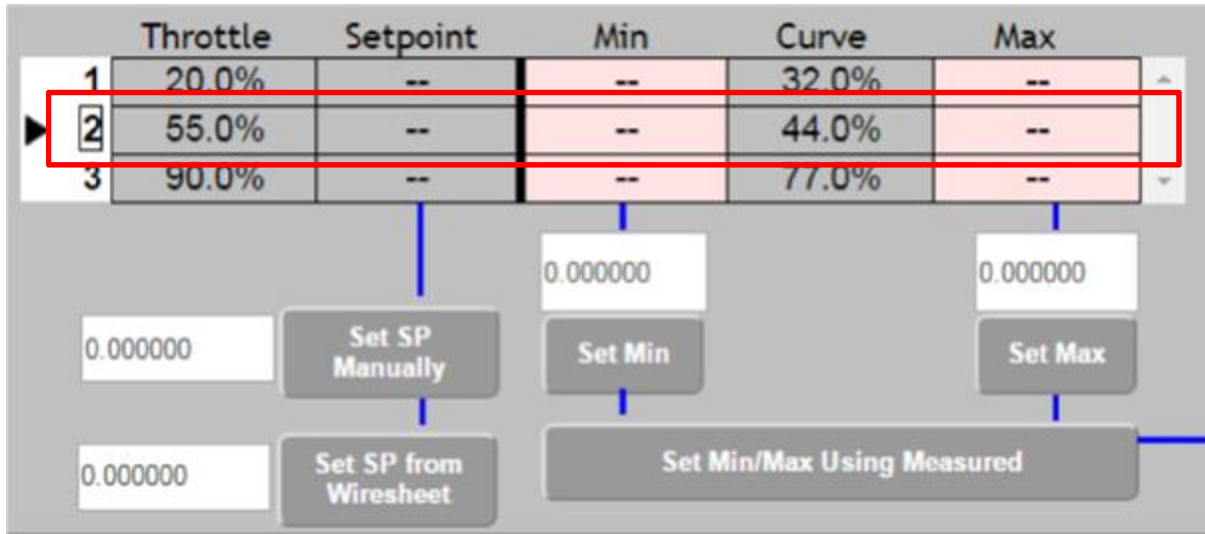 Throttle Setpoint Min Curve Max
1 20.0% -- -- 32.0% --
2 55.0% -- -- 44.0% --
3 90.0% -- -- 77.0% --
0.000000 0.000000
0.000000 Set SP Manually Set Min Set Max
0.000000 Set SP from Wiresheet Set Min/Max Using Measured